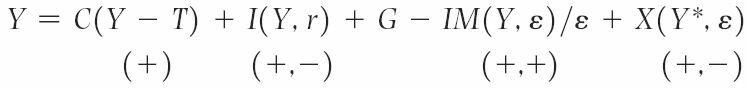 Y = C(Y − T) + I(Y, r) + G − IM(Y, ε)/ε + X(Y*, ε)
(+) (+,−) (+,+) (+,−)